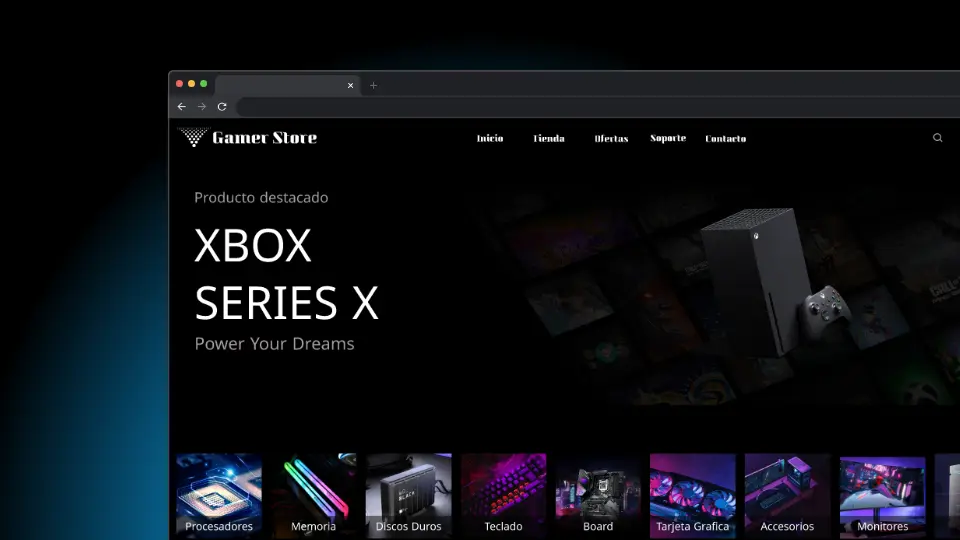 Gamer Store
Inicio
Tienda
Ofertas
Soporte
Contacto
Producto destacado
XBOX
SERIES X
Power Your Dreams
BLACK
Procesadores
Memoria
Discos Duros
Teclado
Board
Tarjeta Grafica
Accesorios
Monitores